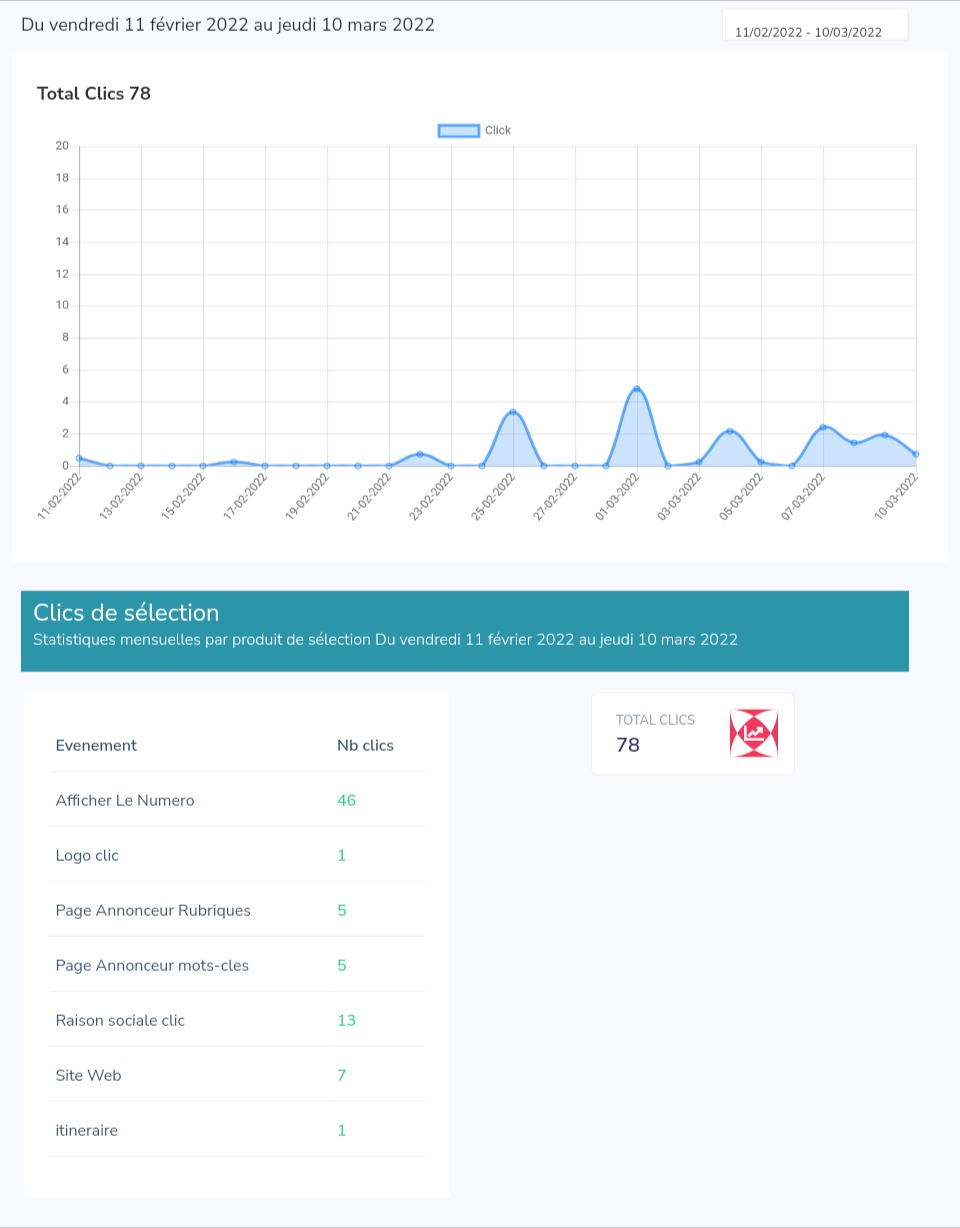 Du vendredi 11 février 2022 au jeudi 10 mars 2022
11/02/2022 - 10/03/2022
Total Clics 78
Click
20
18
16
14
12
10
8
6
4
2
0
11-02-2022
13-02-2022
15-02-2022
17-02-2022
19-02-2022
21-02-2022
23-02-2022
25-02-2022
27-02-2022
01-03-2022
03-03-2022
05-03-2022
07-03-2022
10-03-2022
Clics de sélection
Statistiques mensuelles par produit de sélection Du vendredi 11 février 2022 au jeudi 10 mars 2022
TOTAL CLICS
78
Evenement Nb clics
Afficher Le Numero 46
Logo clic 1
Page Annonceur Rubriques 5
Page Annonceur mots-cles 5
Raison sociale clic 13
Site Web 7
itineraire 1